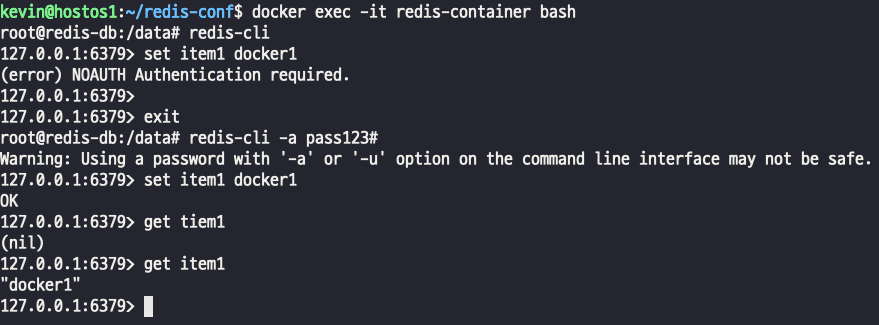 kevin@hostos1:~/redis-conf$ docker exec -it redis-container bash
root@redis-db:/data# redis-cli
127.0.0.1:6379> set item1 docker1
(error) NOAUTH Authentication required.
127.0.0.1:6379>
127.0.0.1:6379> exit
root@redis-db:/data# redis-cli -a pass123#
Warning: Using a password with '-a' or '-u' option on the command line interface may not be safe.
127.0.0.1:6379> set item1 docker1
OK
127.0.0.1:6379> get tiem1
(nil)
127.0.0.1:6379> get item1
"docker1"
127.0.0.1:6379>